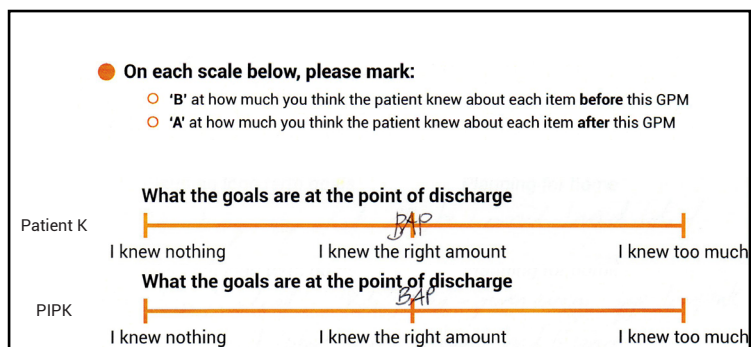 On each scale below, please mark:
'B' at how much you think the patient knew about each item before this GPM
'A' at how much you think the patient knew about each item after this GPM
What the goals are at the point of discharge
Patient K
BAP
I knew nothing I knew the right amount I knew too much
What the goals are at the point of discharge
PIPK
BAP
I knew nothing I knew the right amount I knew too much